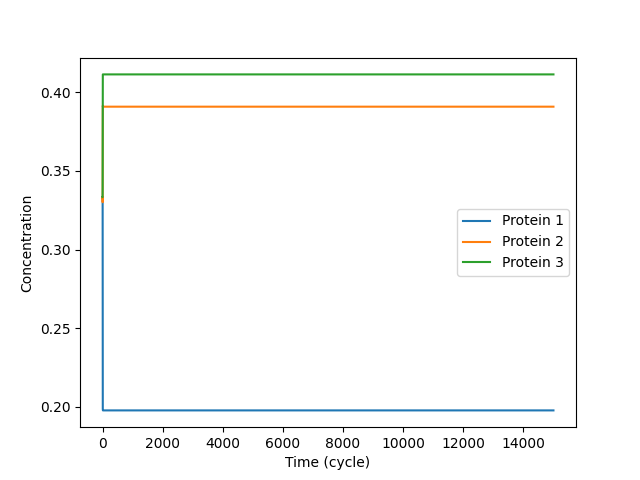 0.40
0.35
0.30
0.25
0.20
Concentration
Protein 1
Protein 2
Protein 3
0 2000 4000 6000 8000 10000 12000 14000
Time (cycle)